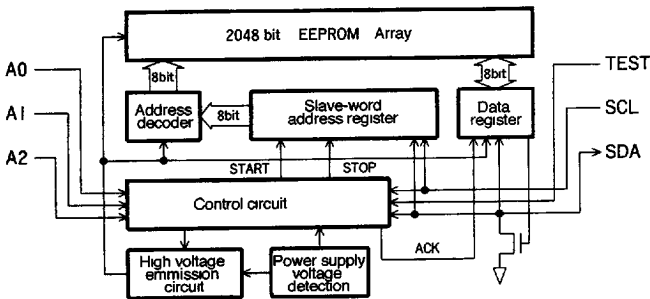 2048 bit EEPROM Array
8bit
8bit
A0
TEST
Address
decoder
8bit
Slave-word
address register
Data
register
A1
SCL
A2
START
STOP
SDA
Control circuit
ACK
High voltage
emmission
circuit
Power supply
voltage
detection